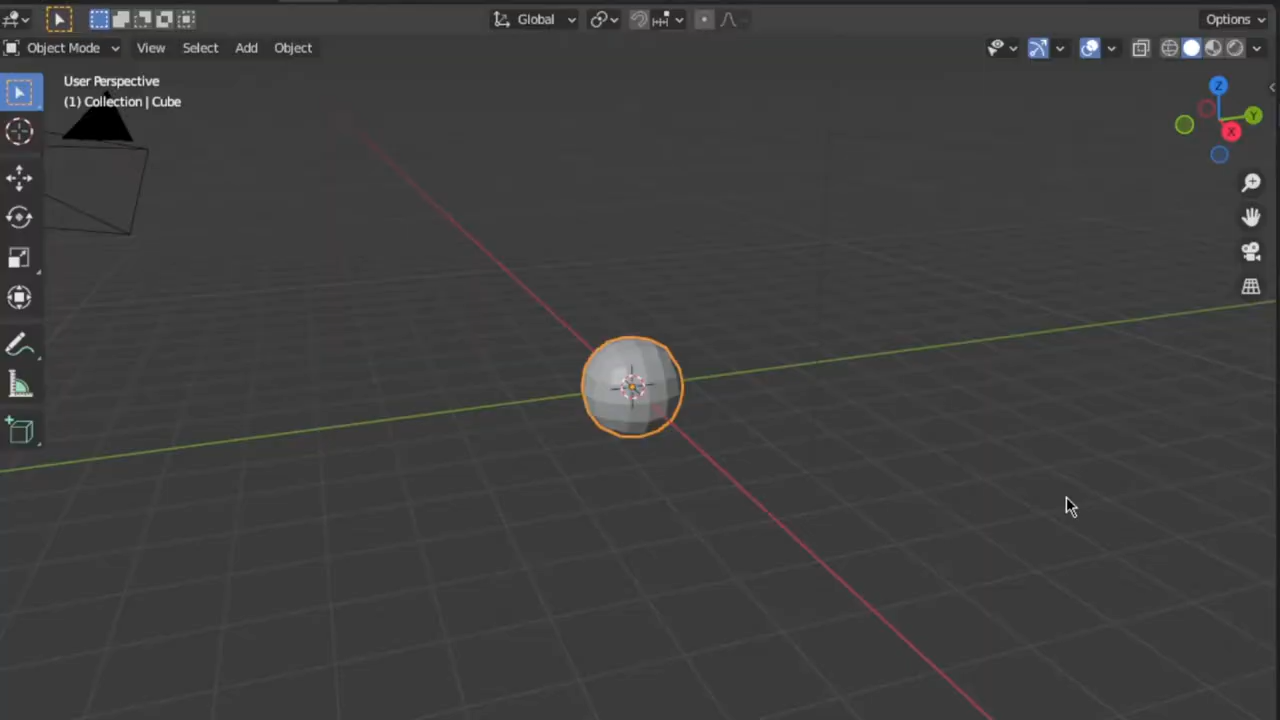 Global
Options
Object Mode View Select Add Object
User Perspective
(1) Collection | Cube
Z
Y
X